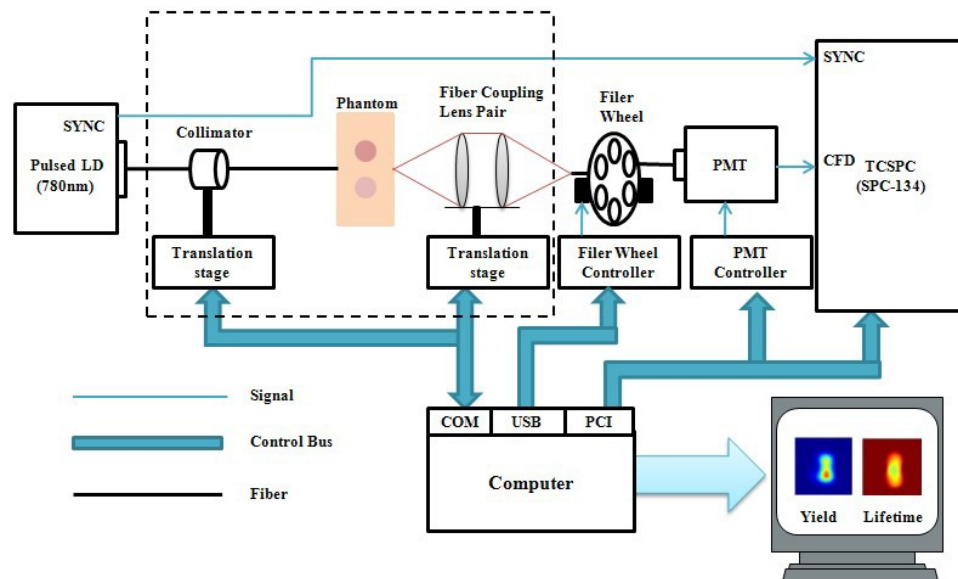 SYNC
Pulsed LD
(780nm)
Collimator
Phantom
Fiber Coupling
Lens Pair
Filer
Wheel
PMT
SYNC
CFD
TCSPC
(SPC-134)
Translation
stage
Translation
stage
Filer Wheel
Controller
PMT
Controller
Signal
Control Bus
Fiber
COM
USB
PCI
Computer
Yield
Lifetime